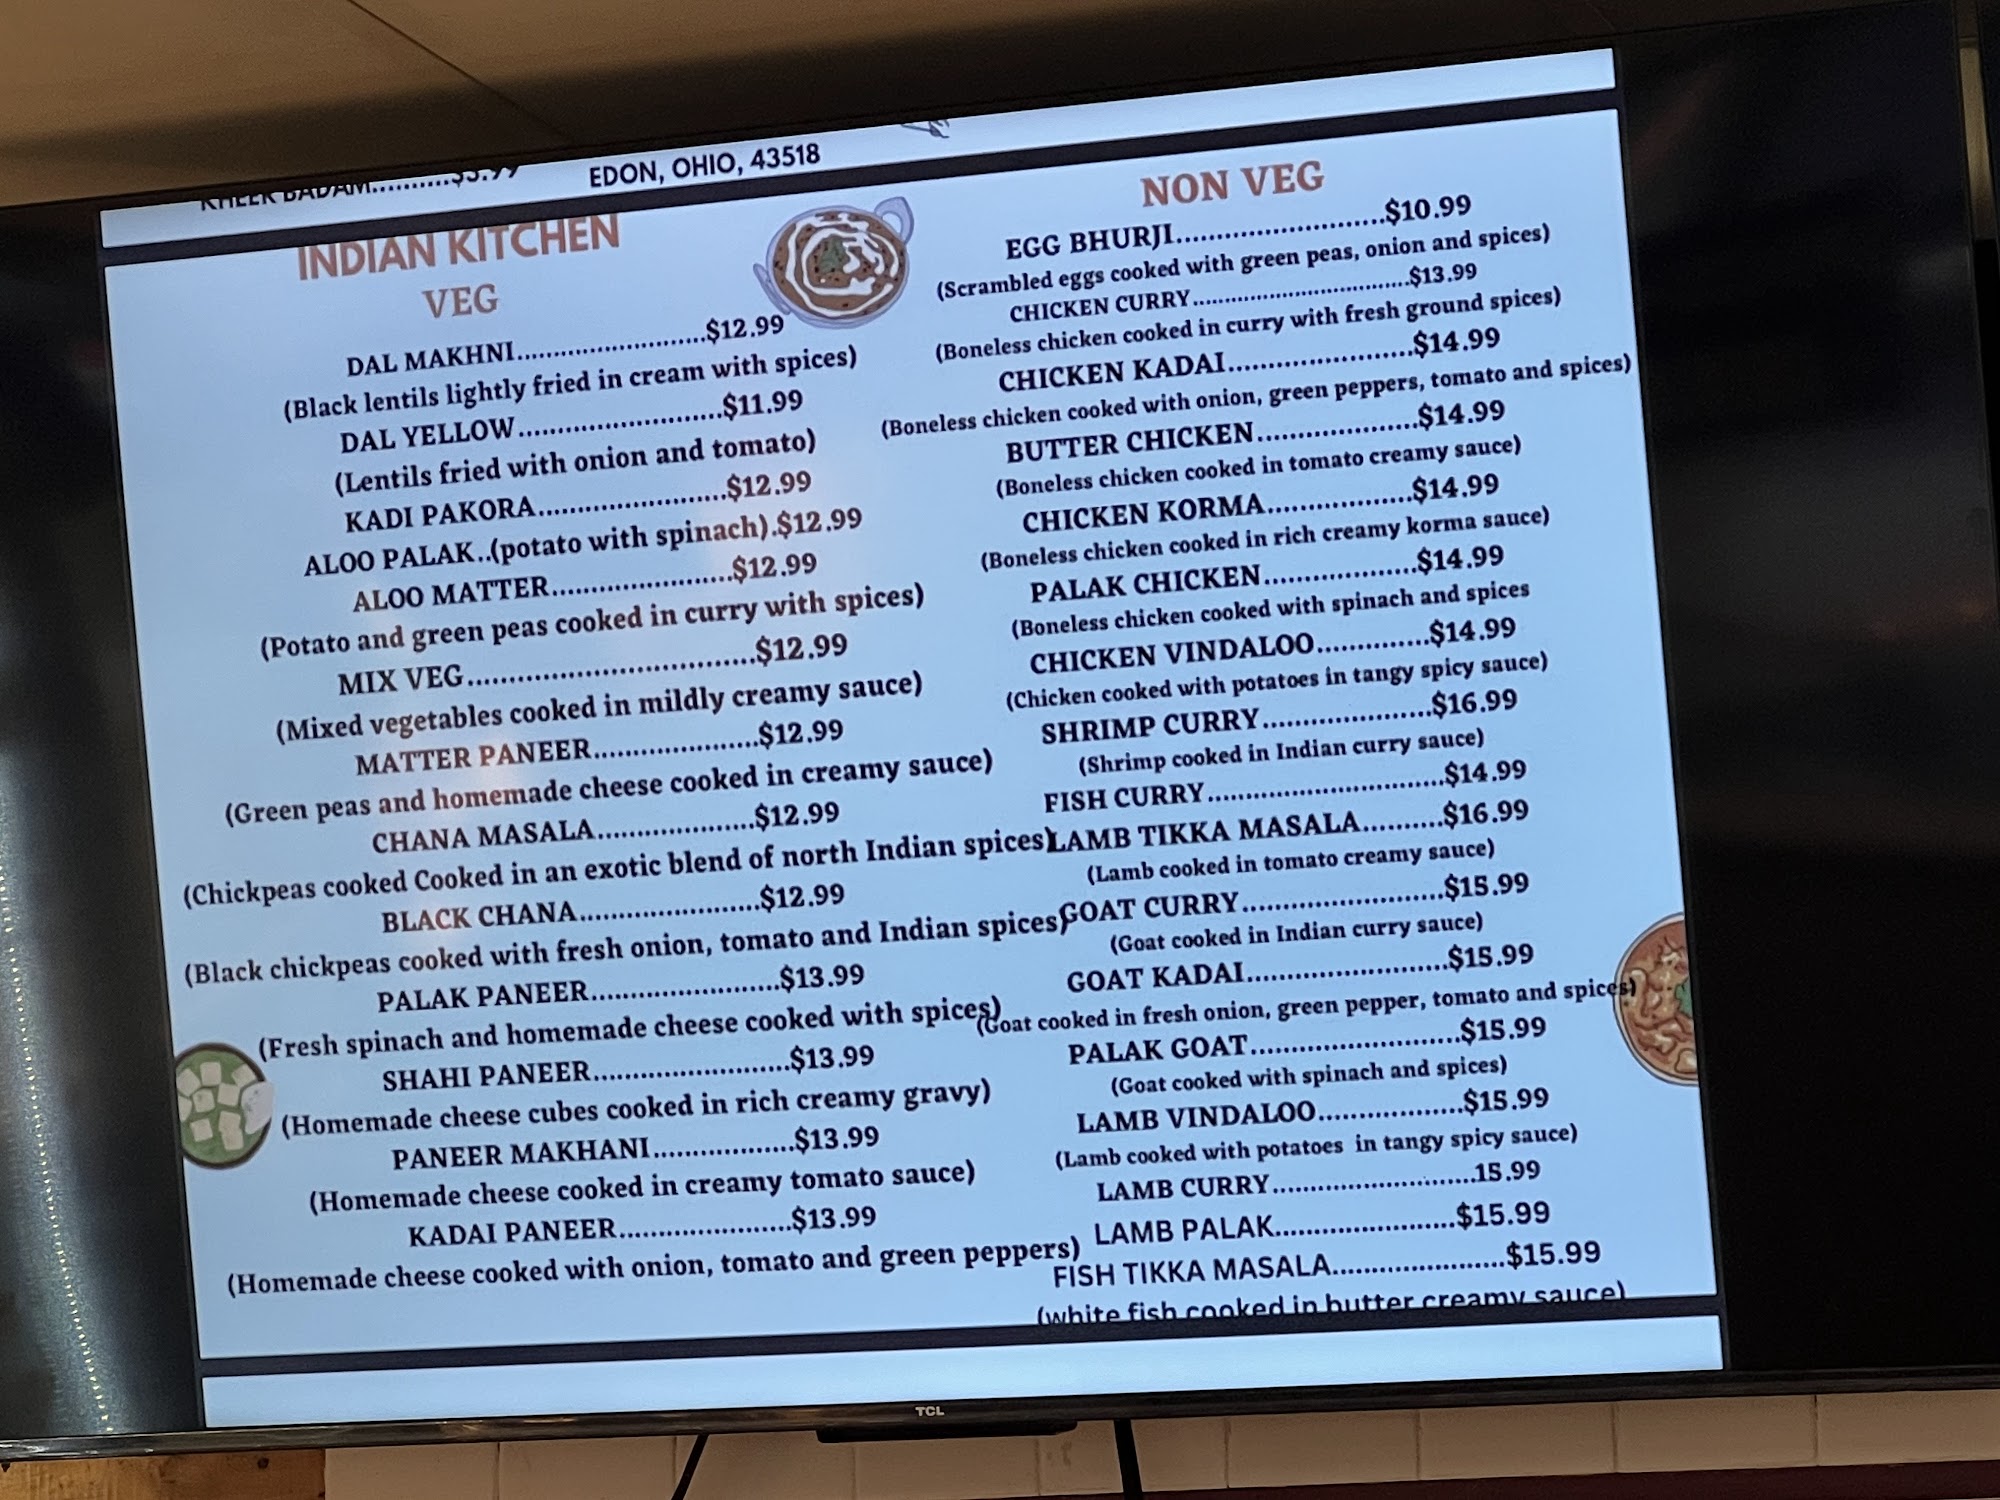 KHEER BADAM..........$5.99
EDON, OHIO, 43518
INDIAN KITCHEN
VEG
DAL MAKHNI..........................$12.99
(Black lentils lightly fried in cream with spices)
DAL YELLOW............................$11.99
(Lentils fried with onion and tomato)
KADI PAKORA.......................$12.99
ALOO PALAK..(potato with spinach).$12.99
ALOO MATTER......................$12.99
(Potato and green peas cooked in curry with spices)
MIX VEG...................................$12.99
(Mixed vegetables cooked in mildly creamy sauce)
MATTER PANEER....................$12.99
(Green peas and homemade cheese cooked in creamy sauce)
CHANA MASALA...................$12.99
(Chickpeas cooked Cooked in an exotic blend of north Indian spices)
BLACK CHANA......................$12.99
(Black chickpeas cooked with fresh onion, tomato and Indian spices)
PALAK PANEER.......................$13.99
(Fresh spinach and homemade cheese cooked with spices)
SHAHI PANEER........................$13.99
(Homemade cheese cubes cooked in rich creamy gravy)
PANEER MAKHANI.................$13.99
(Homemade cheese cooked in creamy tomato sauce)
KADAI PANEER.....................$13.99
(Homemade cheese cooked with onion, tomato and green peppers)
NON VEG
EGG BHURJI..........................$10.99
(Scrambled eggs cooked with green peas, onion and spices)
CHICKEN CURRY......................................$13.99
(Boneless chicken cooked in curry with fresh ground spices)
CHICKEN KADAI.......................$14.99
(Boneless chicken cooked with onion, green peppers, tomato and spices)
BUTTER CHICKEN....................$14.99
(Boneless chicken cooked in tomato creamy sauce)
CHICKEN KORMA..................$14.99
(Boneless chicken cooked in rich creamy korma sauce)
PALAK CHICKEN...................$14.99
(Boneless chicken cooked with spinach and spices
CHICKEN VINDALOO..............$14.99
(Chicken cooked with potatoes in tangy spicy sauce)
SHRIMP CURRY.....................$16.99
(Shrimp cooked in Indian curry sauce)
FISH CURRY.............................$14.99
LAMB TIKKA MASALA..........$16.99
(Lamb cooked in tomato creamy sauce)
GOAT CURRY.........................$15.99
(Goat cooked in Indian curry sauce)
GOAT KADAI.........................$15.99
(Goat cooked in fresh onion, green pepper, tomato and spices)
PALAK GOAT..........................$15.99
(Goat cooked with spinach and spices)
LAMB VINDALOO..................$15.99
(Lamb cooked with potatoes in tangy spicy sauce)
LAMB CURRY.........................15.99
LAMB PALAK.......................$15.99
FISH TIKKA MASALA......................$15.99
(white fish cooked in butter creamy sauce)
TCL